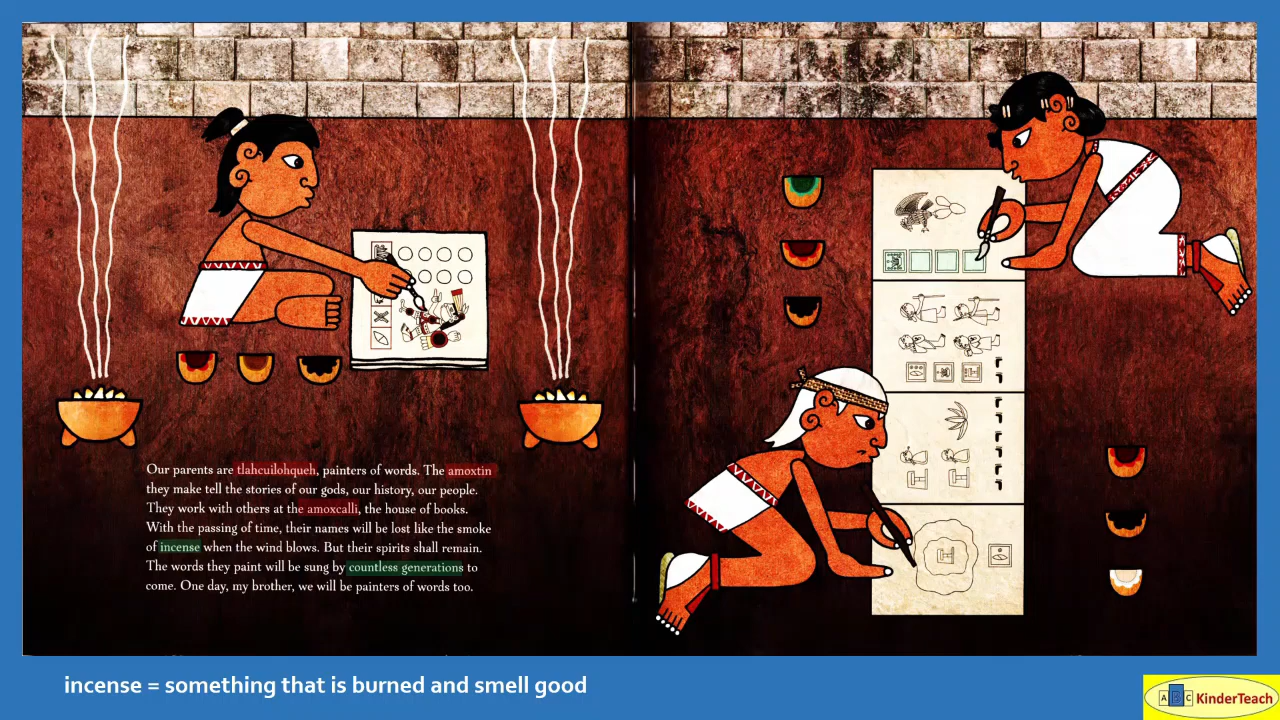 Our parents are tlahcuilohqueh, painters of words. The amoxtin
they make tell the stories of our gods, our history, our people.
They work with others at the amoxcalli, the house of books.
With the passing of time, their names will be lost like the smoke
of incense when the wind blows. But their spirits shall remain.
The words they paint will be sung by countless generations to
come. One day, my brother, we will be painters of words too.
incense = something that is burned and smell good
A B C KinderTeach